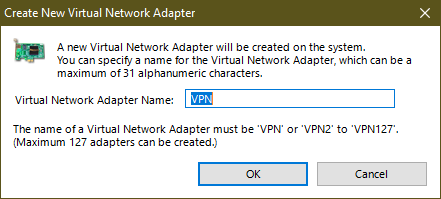 Create New Virtual Network Adapter
A new Virtual Network Adapter will be created on the system.
You can specify a name for the Virtual Network Adapter, which can be a
maximum of 31 alphanumeric characters.
Virtual Network Adapter Name: VPN
The name of a Virtual Network Adapter must be 'VPN' or 'VPN2' to 'VPN127'.
(Maximum 127 adapters can be created.)
OK Cancel